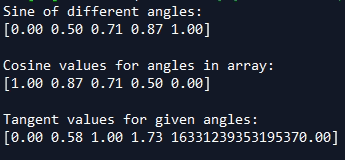 Sine of different angles:
[0.00 0.50 0.71 0.87 1.00]
Cosine values for angles in array:
[1.00 0.87 0.71 0.50 0.00]
Tangent values for given angles:
[0.00 0.58 1.00 1.73 16331239353195370.00]